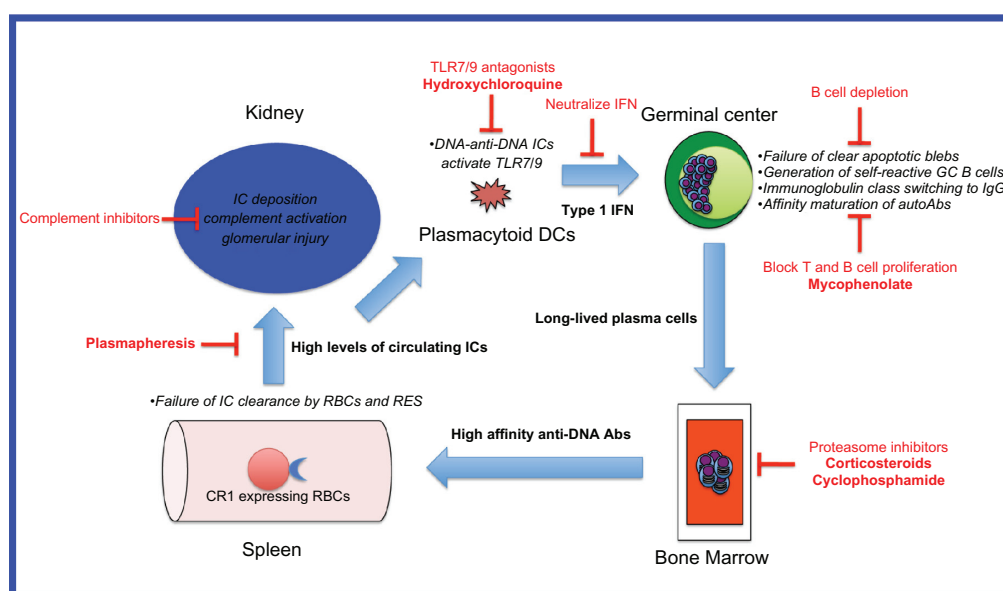 TLR7/9 antagonists
Hydroxychloroquine
Neutralize IFN
B cell depletion
Kidney
Germinal center
•DNA-anti-DNA ICs
activate TLR7/9
•Failure of clear apoptotic blebs
•Generation of self-reactive GC B cells
•Immunoglobulin class switching to IgG
•Affinity maturation of autoAbs
IC deposition
complement activation
glomerular injury
Complement inhibitors
Type 1 IFN
Plasmacytoid DCs
Block T and B cell proliferation
Mycophenolate
Long-lived plasma cells
Plasmapheresis
High levels of circulating ICs
•Failure of IC clearance by RBCs and RES
High affinity anti-DNA Abs
Proteasome inhibitors
Corticosteroids
Cyclophosphamide
CR1 expressing RBCs
Spleen
Bone Marrow